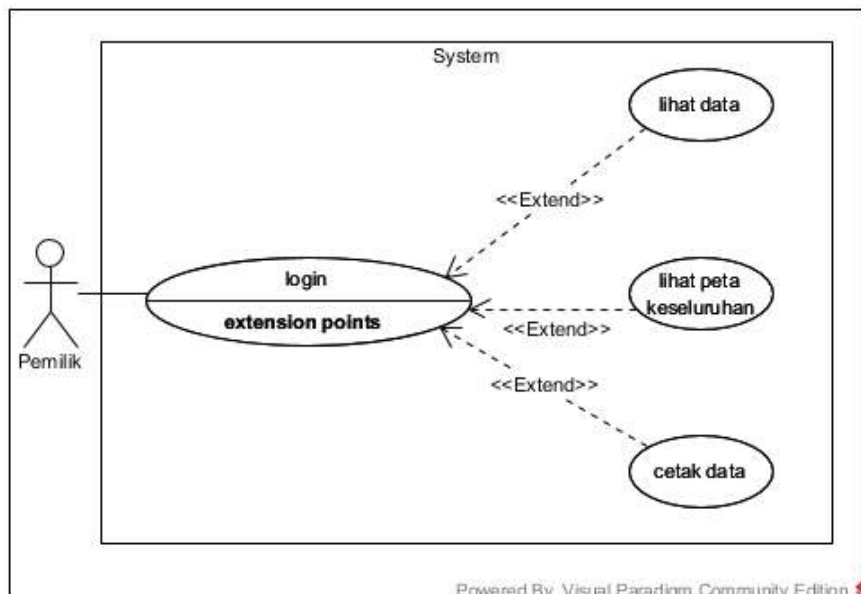 System
lihat data
<<Extend>>
login
extension points
lihat peta
keseluruhan
<<Extend>>
Pemilik
<<Extend>>
cetak data
Powered By Visual Paradigm Community Edition